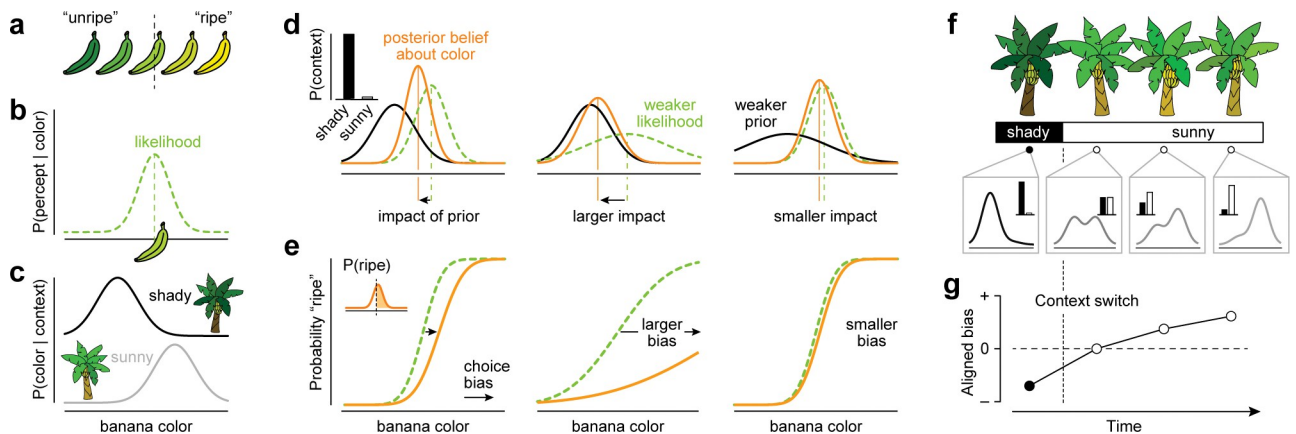 a
“unripe”
“ripe”
b
P(percept | color)
likelihood
c
P(color | context)
shady
sunny
banana color
d
P(context)
shady
sunny
posterior belief
about color
impact of prior
weaker
likelihood
larger impact
weaker
prior
smaller impact
e
Probability “ripe”
P(ripe)
choice
bias
banana color
larger
bias
banana color
smaller
bias
banana color
f
shady
sunny
g
Aligned bias
+
0
–
Context switch
Time